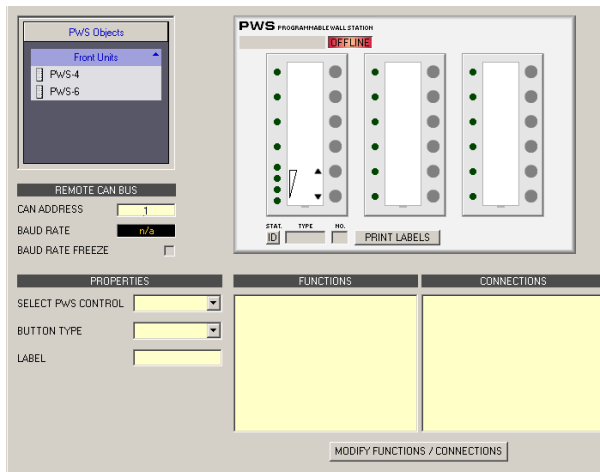 PWS Objects
Front Units
PWS-4
PWS-6
REMOTE CAN BUS
CAN ADDRESS 1
BAUD RATE n/a
BAUD RATE FREEZE
PWS PROGRAMMABLE WALL STATION
OFFLINE
STAT. TYPE NO.
ID PRINT LABELS
PROPERTIES
SELECT PWS CONTROL
BUTTON TYPE
LABEL
FUNCTIONS CONNECTIONS
MODIFY FUNCTIONS / CONNECTIONS